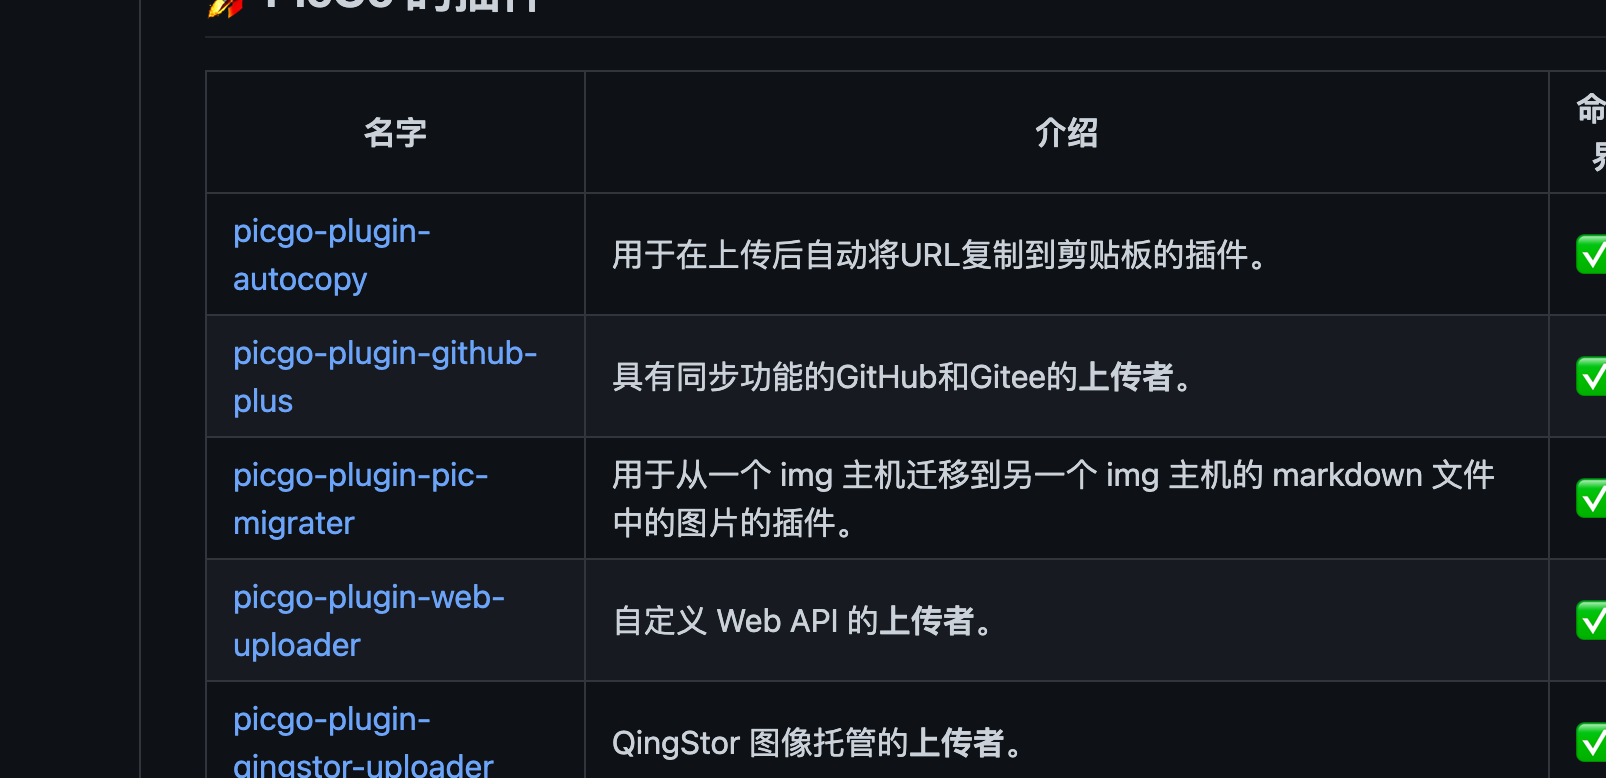 PicGo 的插件
名字
介绍
命
界
picgo-plugin-
autocopy
用于在上传后自动将URL复制到剪贴板的插件。
picgo-plugin-github-
plus
具有同步功能的GitHub和Gitee的上传者。
picgo-plugin-pic-
migrater
用于从一个 img 主机迁移到另一个 img 主机的 markdown 文件
中的图片的插件。
picgo-plugin-web-
uploader
自定义 Web API 的上传者。
picgo-plugin-
qingstor-uploader
QingStor 图像托管的上传者。